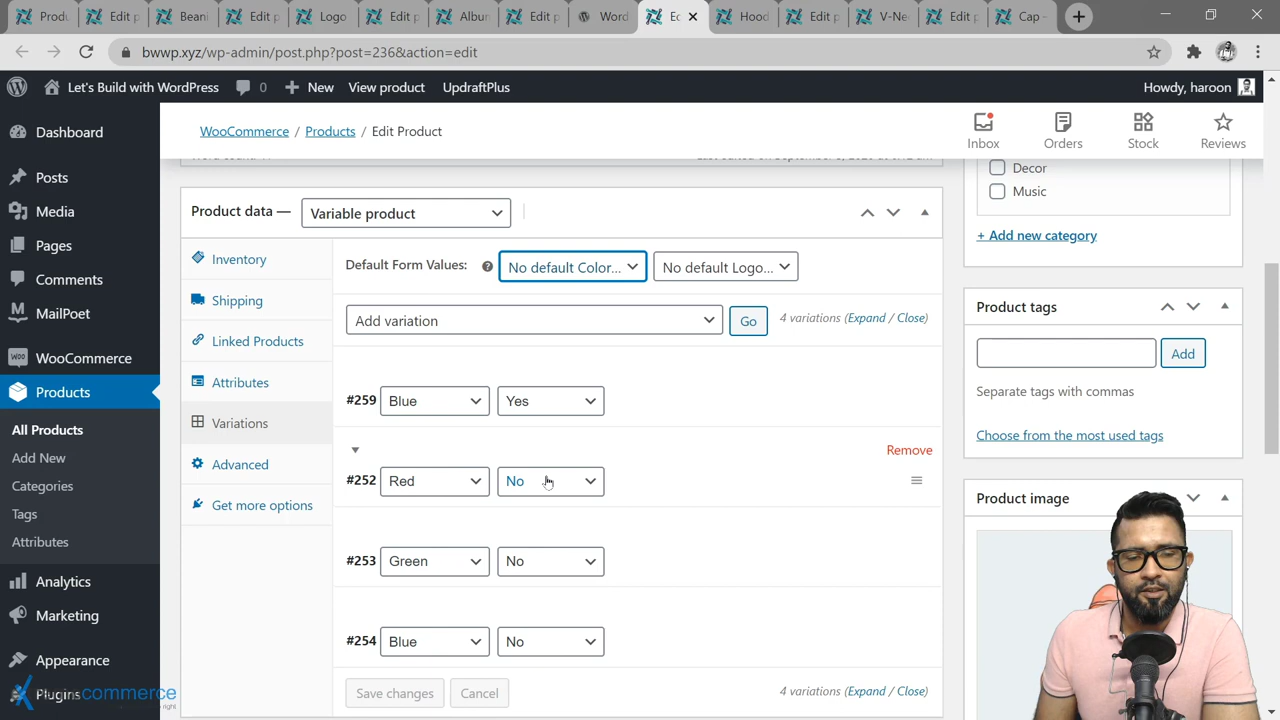 Produ
Edit p
Beani
Edit p
Logo
Edit p
Album
Edit p
Word
Ec
Hood
Edit p
V-Ne
Edit p
Cap –
bwwp.xyz/wp-admin/post.php?post=236&action=edit
Let's Build with WordPress 0 New View product UpdraftPlus Howdy, haroon
Dashboard
Posts
Media
Pages
Comments
MailPoet
WooCommerce
Products
All Products
Add New
Categories
Tags
Attributes
Analytics
Marketing
Appearance
Plugins
commerce
WooCommerce / Products / Edit Product
Inbox
Orders
Stock
Reviews
Product data — Variable product
Inventory
Shipping
Linked Products
Attributes
Variations
Advanced
Get more options
Default Form Values: No default Color... No default Logo...
Add variation Go 4 variations (Expand / Close)
#259 Blue Yes
Remove
#252 Red No
#253 Green No
#254 Blue No
Save changes Cancel 4 variations (Expand / Close)
Decor
Music
+ Add new category
Product tags
Add
Separate tags with commas
Choose from the most used tags
Product image